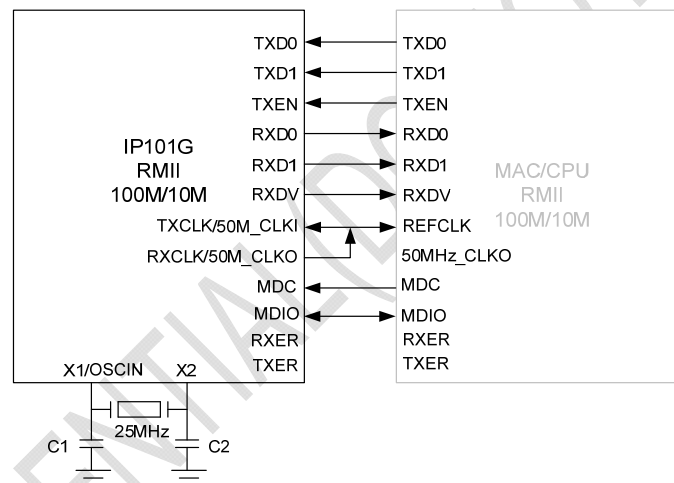 TXD0 TXD0
TXD1 TXD1
TXEN TXEN
RXD0 RXD0
IP101G
RMII
100M/10M
RXD1 RXD1
MAC/CPU
RMII
100M/10M
RXDV RXDV
TXCLK/50M_CLKI REFCLK
RXCLK/50M_CLKO 50MHz_CLKO
MDC MDC
MDIO MDIO
RXER RXER
TXER TXER
X1/OSCIN X2
25MHz
C1 C2